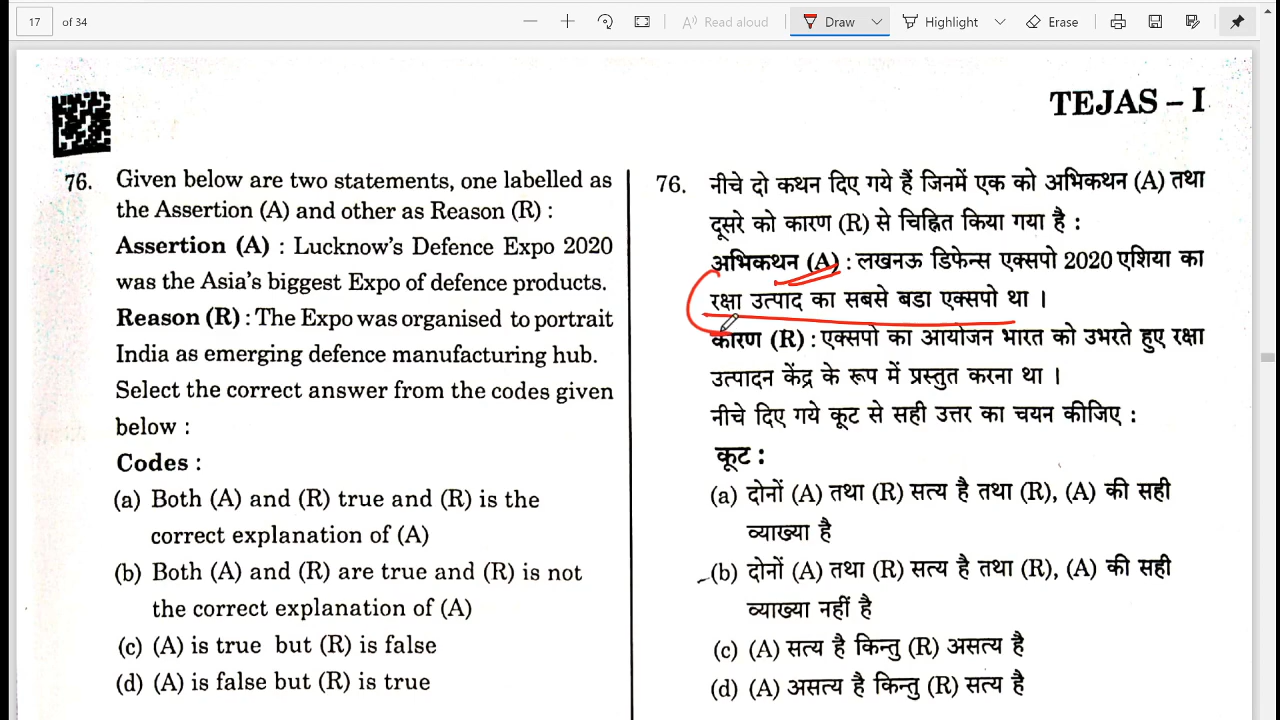 17 of 34 Read aloud Draw Highlight Erase
TEJAS – I
76. Given below are two statements, one labelled as
the Assertion (A) and other as Reason (R) :
Assertion (A) : Lucknow's Defence Expo 2020
was the Asia's biggest Expo of defence products.
Reason (R) : The Expo was organised to portrait
India as emerging defence manufacturing hub.
Select the correct answer from the codes given
below :
Codes :
(a) Both (A) and (R) true and (R) is the
correct explanation of (A)
(b) Both (A) and (R) are true and (R) is not
the correct explanation of (A)
(c) (A) is true but (R) is false
(d) (A) is false but (R) is true
76. नीचे दो कथन दिए गये हैं जिनमें एक को अभिकथन (A) तथा
दूसरे को कारण (R) से चिह्नित किया गया है :
अभिकथन (A) : लखनऊ डिफेन्स एक्सपो 2020 एशिया का
रक्षा उत्पाद का सबसे बडा एक्सपो था ।
कारण (R) : एक्सपो का आयोजन भारत को उभरते हुए रक्षा
उत्पादन केंद्र के रूप में प्रस्तुत करना था ।
नीचे दिए गये कूट से सही उत्तर का चयन कीजिए :
कूट :
(a) दोनों (A) तथा (R) सत्य है तथा (R), (A) की सही
व्याख्या है
(b) दोनों (A) तथा (R) सत्य है तथा (R), (A) की सही
व्याख्या नहीं है
(c) (A) सत्य है किन्तु (R) असत्य है
(d) (A) असत्य है किन्तु (R) सत्य है